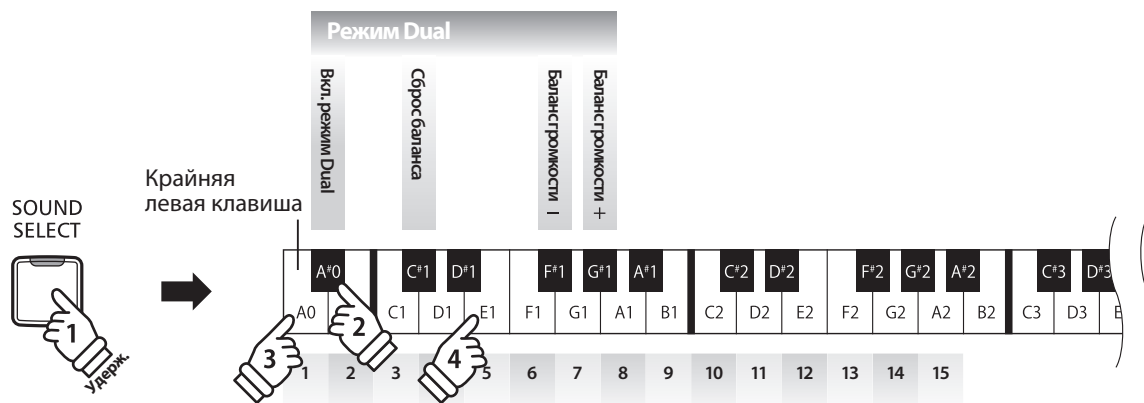 Режим Dual
Вкл. режим Dual
Сброс баланса
Баланс громкости –
Баланс громкости +
Крайняя
левая клавиша
SOUND
SELECT
A#0 C#1 D#1 F#1 G#1 A#1 C#2 D#2 F#2 G#2 A#2 C#3 D#3
A0 C1 D1 E1 F1 G1 A1 B1 C2 D2 E2 F2 G2 A2 B2 C3 D3 E
1 2 3 4
Удерж.
1 2 3 5 6 7 8 9 10 11 12 13 14 15